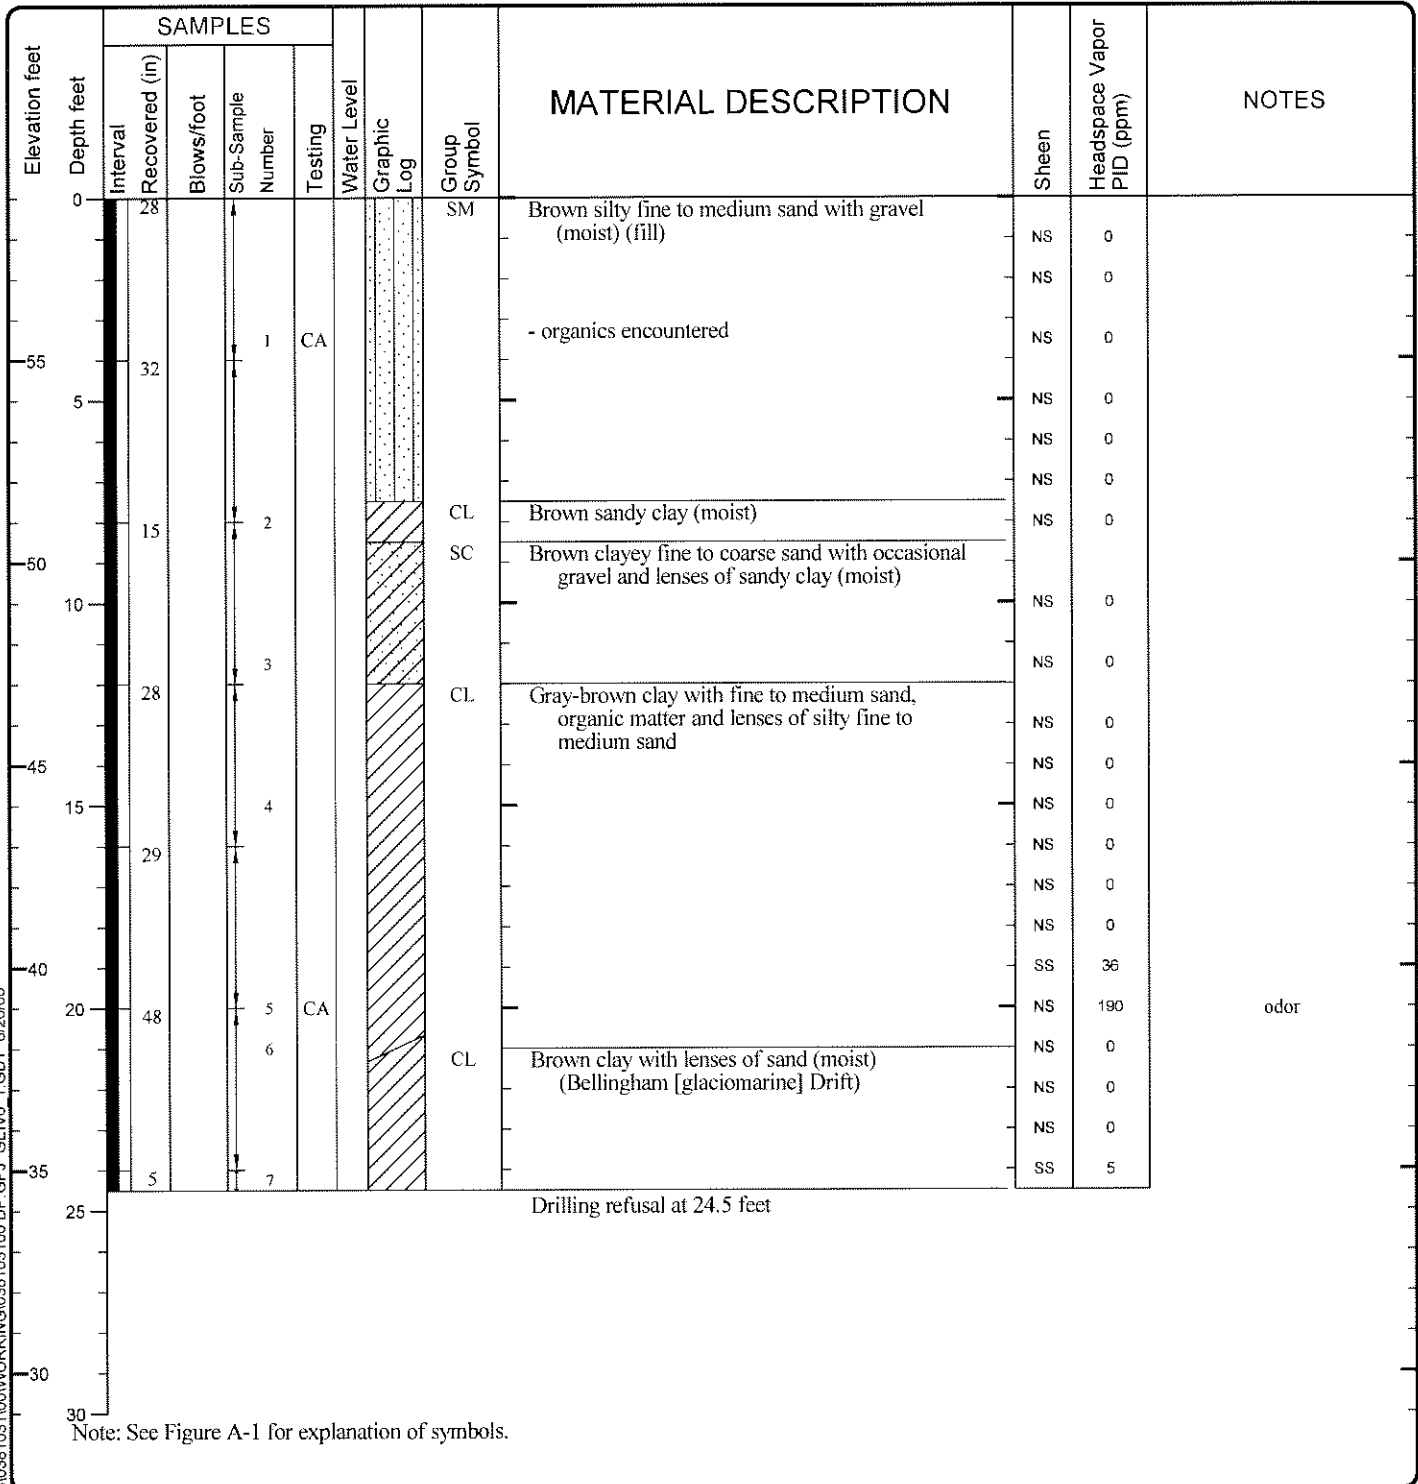 SAMPLES
Elevation feet
Depth feet
Interval
Recovered (in)
Blows/foot
Sub-Sample
Number
Testing
Water Level
Graphic
Log
Group
Symbol
MATERIAL DESCRIPTION
Sheen
Headspace Vapor
PID (ppm)
NOTES
0 28 SM Brown silty fine to medium sand with gravel
(moist) (fill)
NS 0
NS 0
1 CA - organics encountered NS 0
55 32
5 NS 0
NS 0
NS 0
15 2 CL Brown sandy clay (moist) NS 0
50 SC Brown clayey fine to coarse sand with occasional
gravel and lenses of sandy clay (moist)
10 NS 0
3 NS 0
28 CL Gray-brown clay with fine to medium sand,
organic matter and lenses of silty fine to
medium sand
NS 0
45 NS 0
15 4 NS 0
29 NS 0
NS 0
NS 0
40 SS 36
20 48 5 CA NS 190 odor
6 NS 0
CL Brown clay with lenses of sand (moist)
(Bellingham [glaciomarine] Drift)
NS 0
NS 0
35 5 7 SS 5
25 Drilling refusal at 24.5 feet
30
30
Note: See Figure A-1 for explanation of symbols.